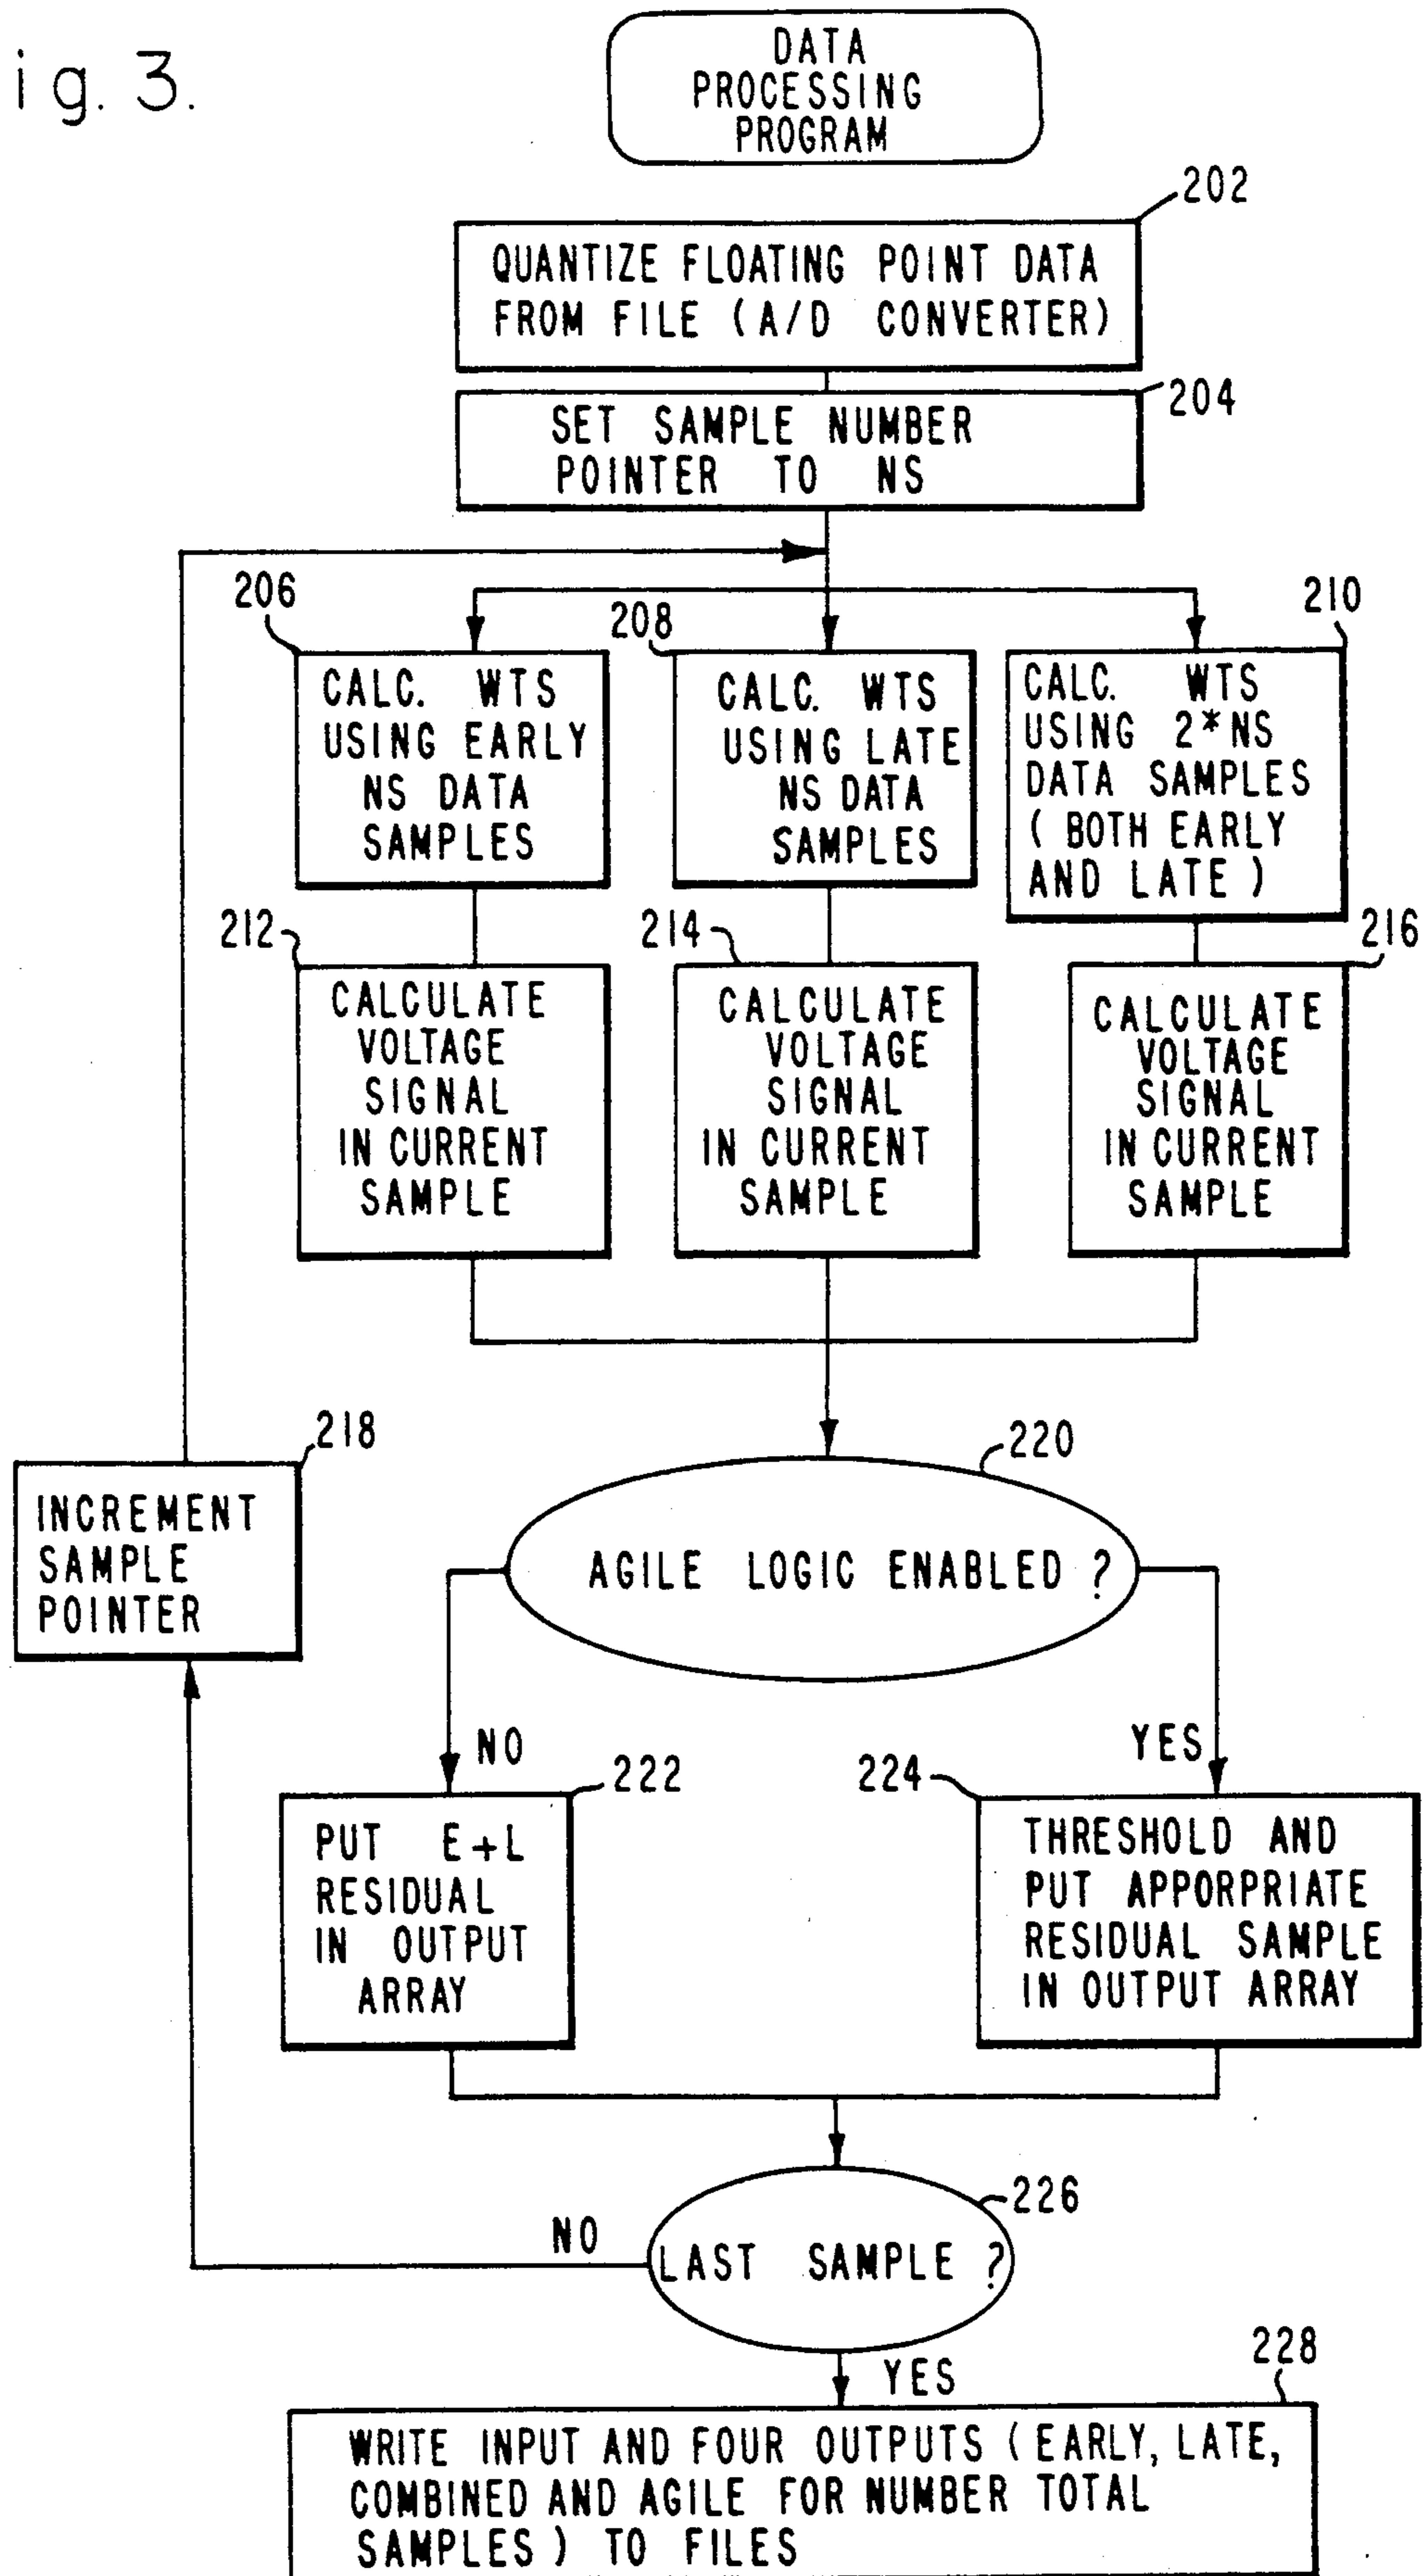 ig. 3.
DATA
PROCESSING
PROGRAM
202
QUANTIZE FLOATING POINT DATA
FROM FILE (A/D CONVERTER)
204
SET SAMPLE NUMBER
POINTER TO NS
206
CALC. WTS
USING EARLY
NS DATA
SAMPLES
208
CALC. WTS
USING LATE
NS DATA
SAMPLES
210
CALC. WTS
USING 2*NS
DATA SAMPLES
( BOTH EARLY
AND LATE )
212
CALCULATE
VOLTAGE
SIGNAL
IN CURRENT
SAMPLE
214
CALCULATE
VOLTAGE
SIGNAL
IN CURRENT
SAMPLE
216
CALCULATE
VOLTAGE
SIGNAL
IN CURRENT
SAMPLE
218
INCREMENT
SAMPLE
POINTER
220
AGILE LOGIC ENABLED ?
NO
YES
222
PUT E+L
RESIDUAL
IN OUTPUT
ARRAY
224
THRESHOLD AND
PUT APPORPRIATE
RESIDUAL SAMPLE
IN OUTPUT ARRAY
226
LAST SAMPLE ?
NO
YES
228
WRITE INPUT AND FOUR OUTPUTS ( EARLY, LATE,
COMBINED AND AGILE FOR NUMBER TOTAL
SAMPLES ) TO FILES